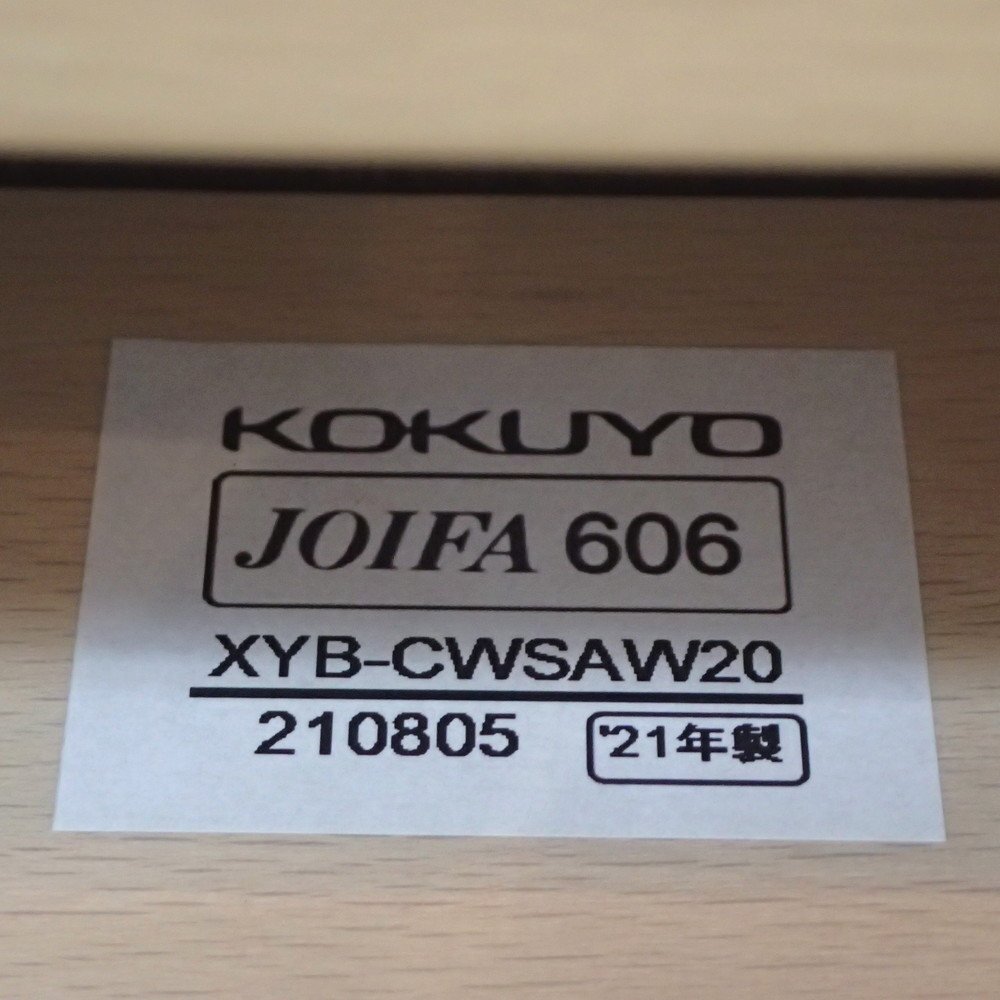 KOKUYO
JOIFA 606
XYB-CWSAW20
210805
'21年製